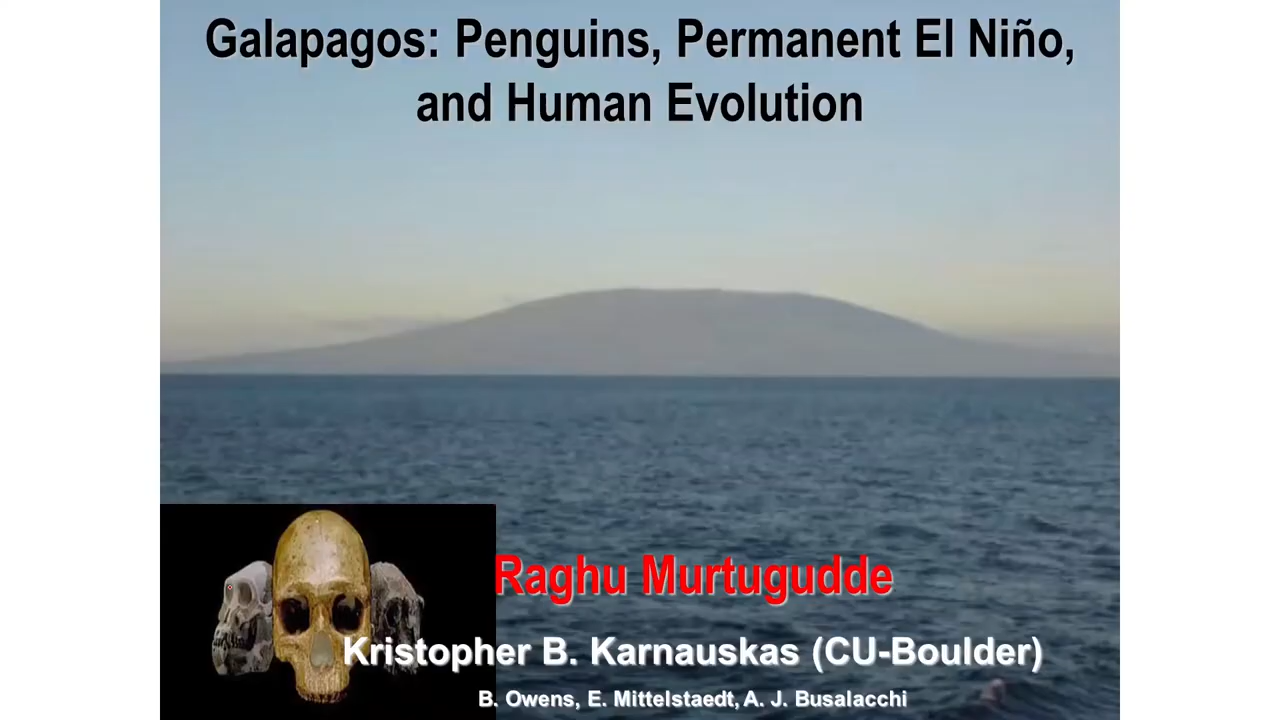 Galapagos: Penguins, Permanent El Niño,
and Human Evolution
Raghu Murtugudde
Kristopher B. Karnauskas (CU-Boulder)
B. Owens, E. Mittelstaedt, A. J. Busalacchi